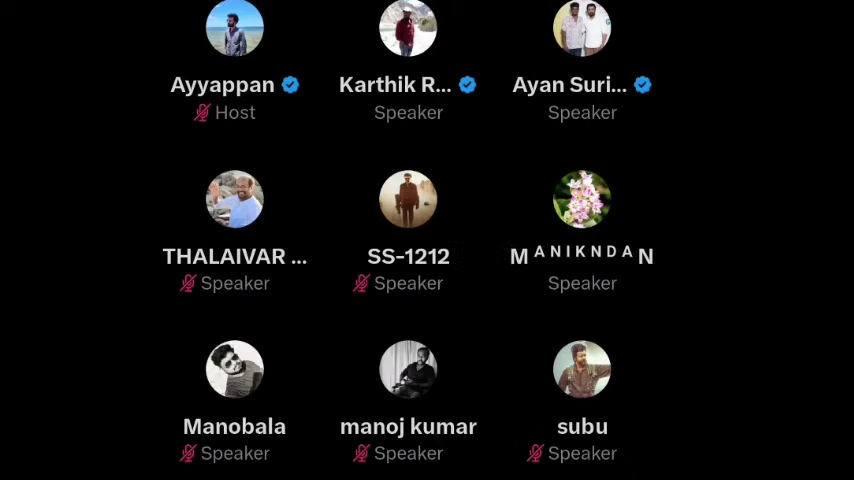 Ayyappan Karthik R... Ayan Suri...
Host Speaker Speaker
THALAIVAR ... SS-1212 M ᴬ ᴺ ᴵ ᴷ ᴺ ᴰ ᴬ N
Speaker Speaker Speaker
Manobala manoj kumar subu
Speaker Speaker Speaker